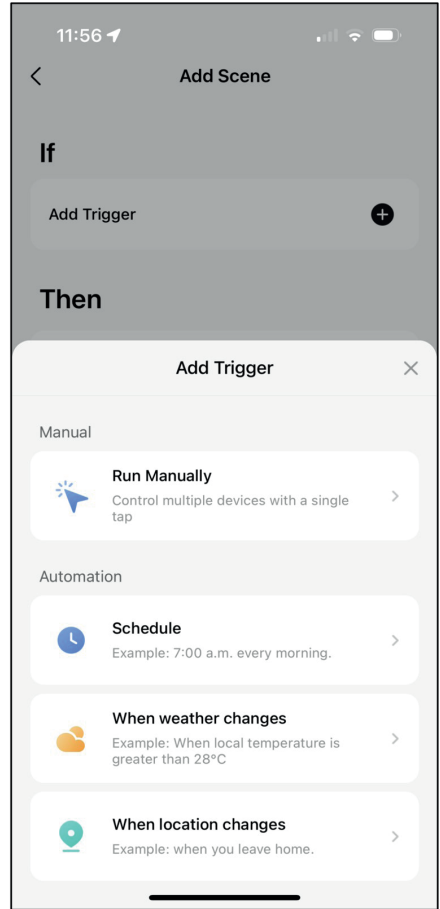 11:56
Add Scene
If
Add Trigger
Then
Add Trigger
Manual
Run Manually
Control multiple devices with a single
tap
Automation
Schedule
Example: 7:00 a.m. every morning.
When weather changes
Example: When local temperature is
greater than 28°C
When location changes
Example: when you leave home.